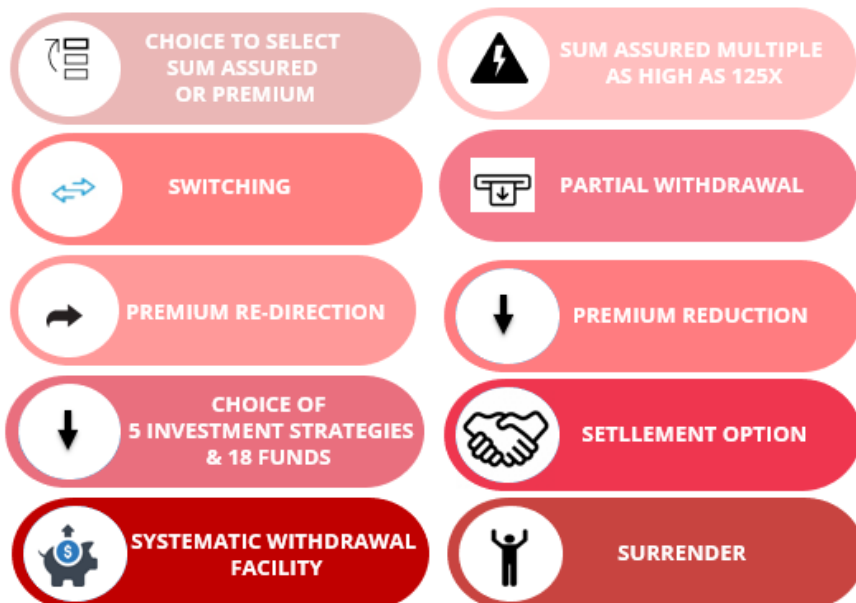 CHOICE TO SELECT
SUM ASSURED
OR PREMIUM
SUM ASSURED MULTIPLE
AS HIGH AS 125X
SWITCHING
PARTIAL WITHDRAWAL
PREMIUM RE-DIRECTION
PREMIUM REDUCTION
CHOICE OF
5 INVESTMENT STRATEGIES
& 18 FUNDS
SETLLEMENT OPTION
$
SYSTEMATIC WITHDRAWAL
FACILITY
SURRENDER